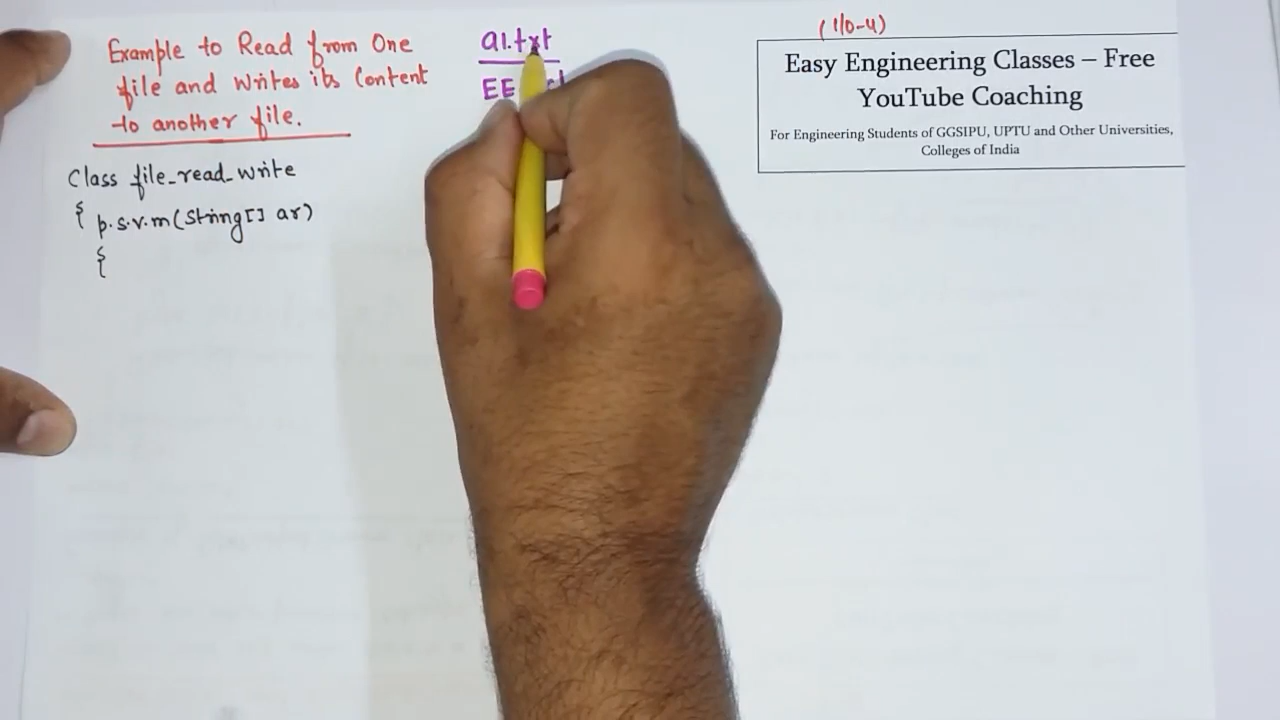 Example to Read from One
file and writes its Content
to another file.
Class file_read_write
{ p.s.v.m(String[] ar)
{
a1.txt
EE
(I/O-4)
Easy Engineering Classes – Free
YouTube Coaching
For Engineering Students of GGSIPU, UPTU and Other Universities,
Colleges of India